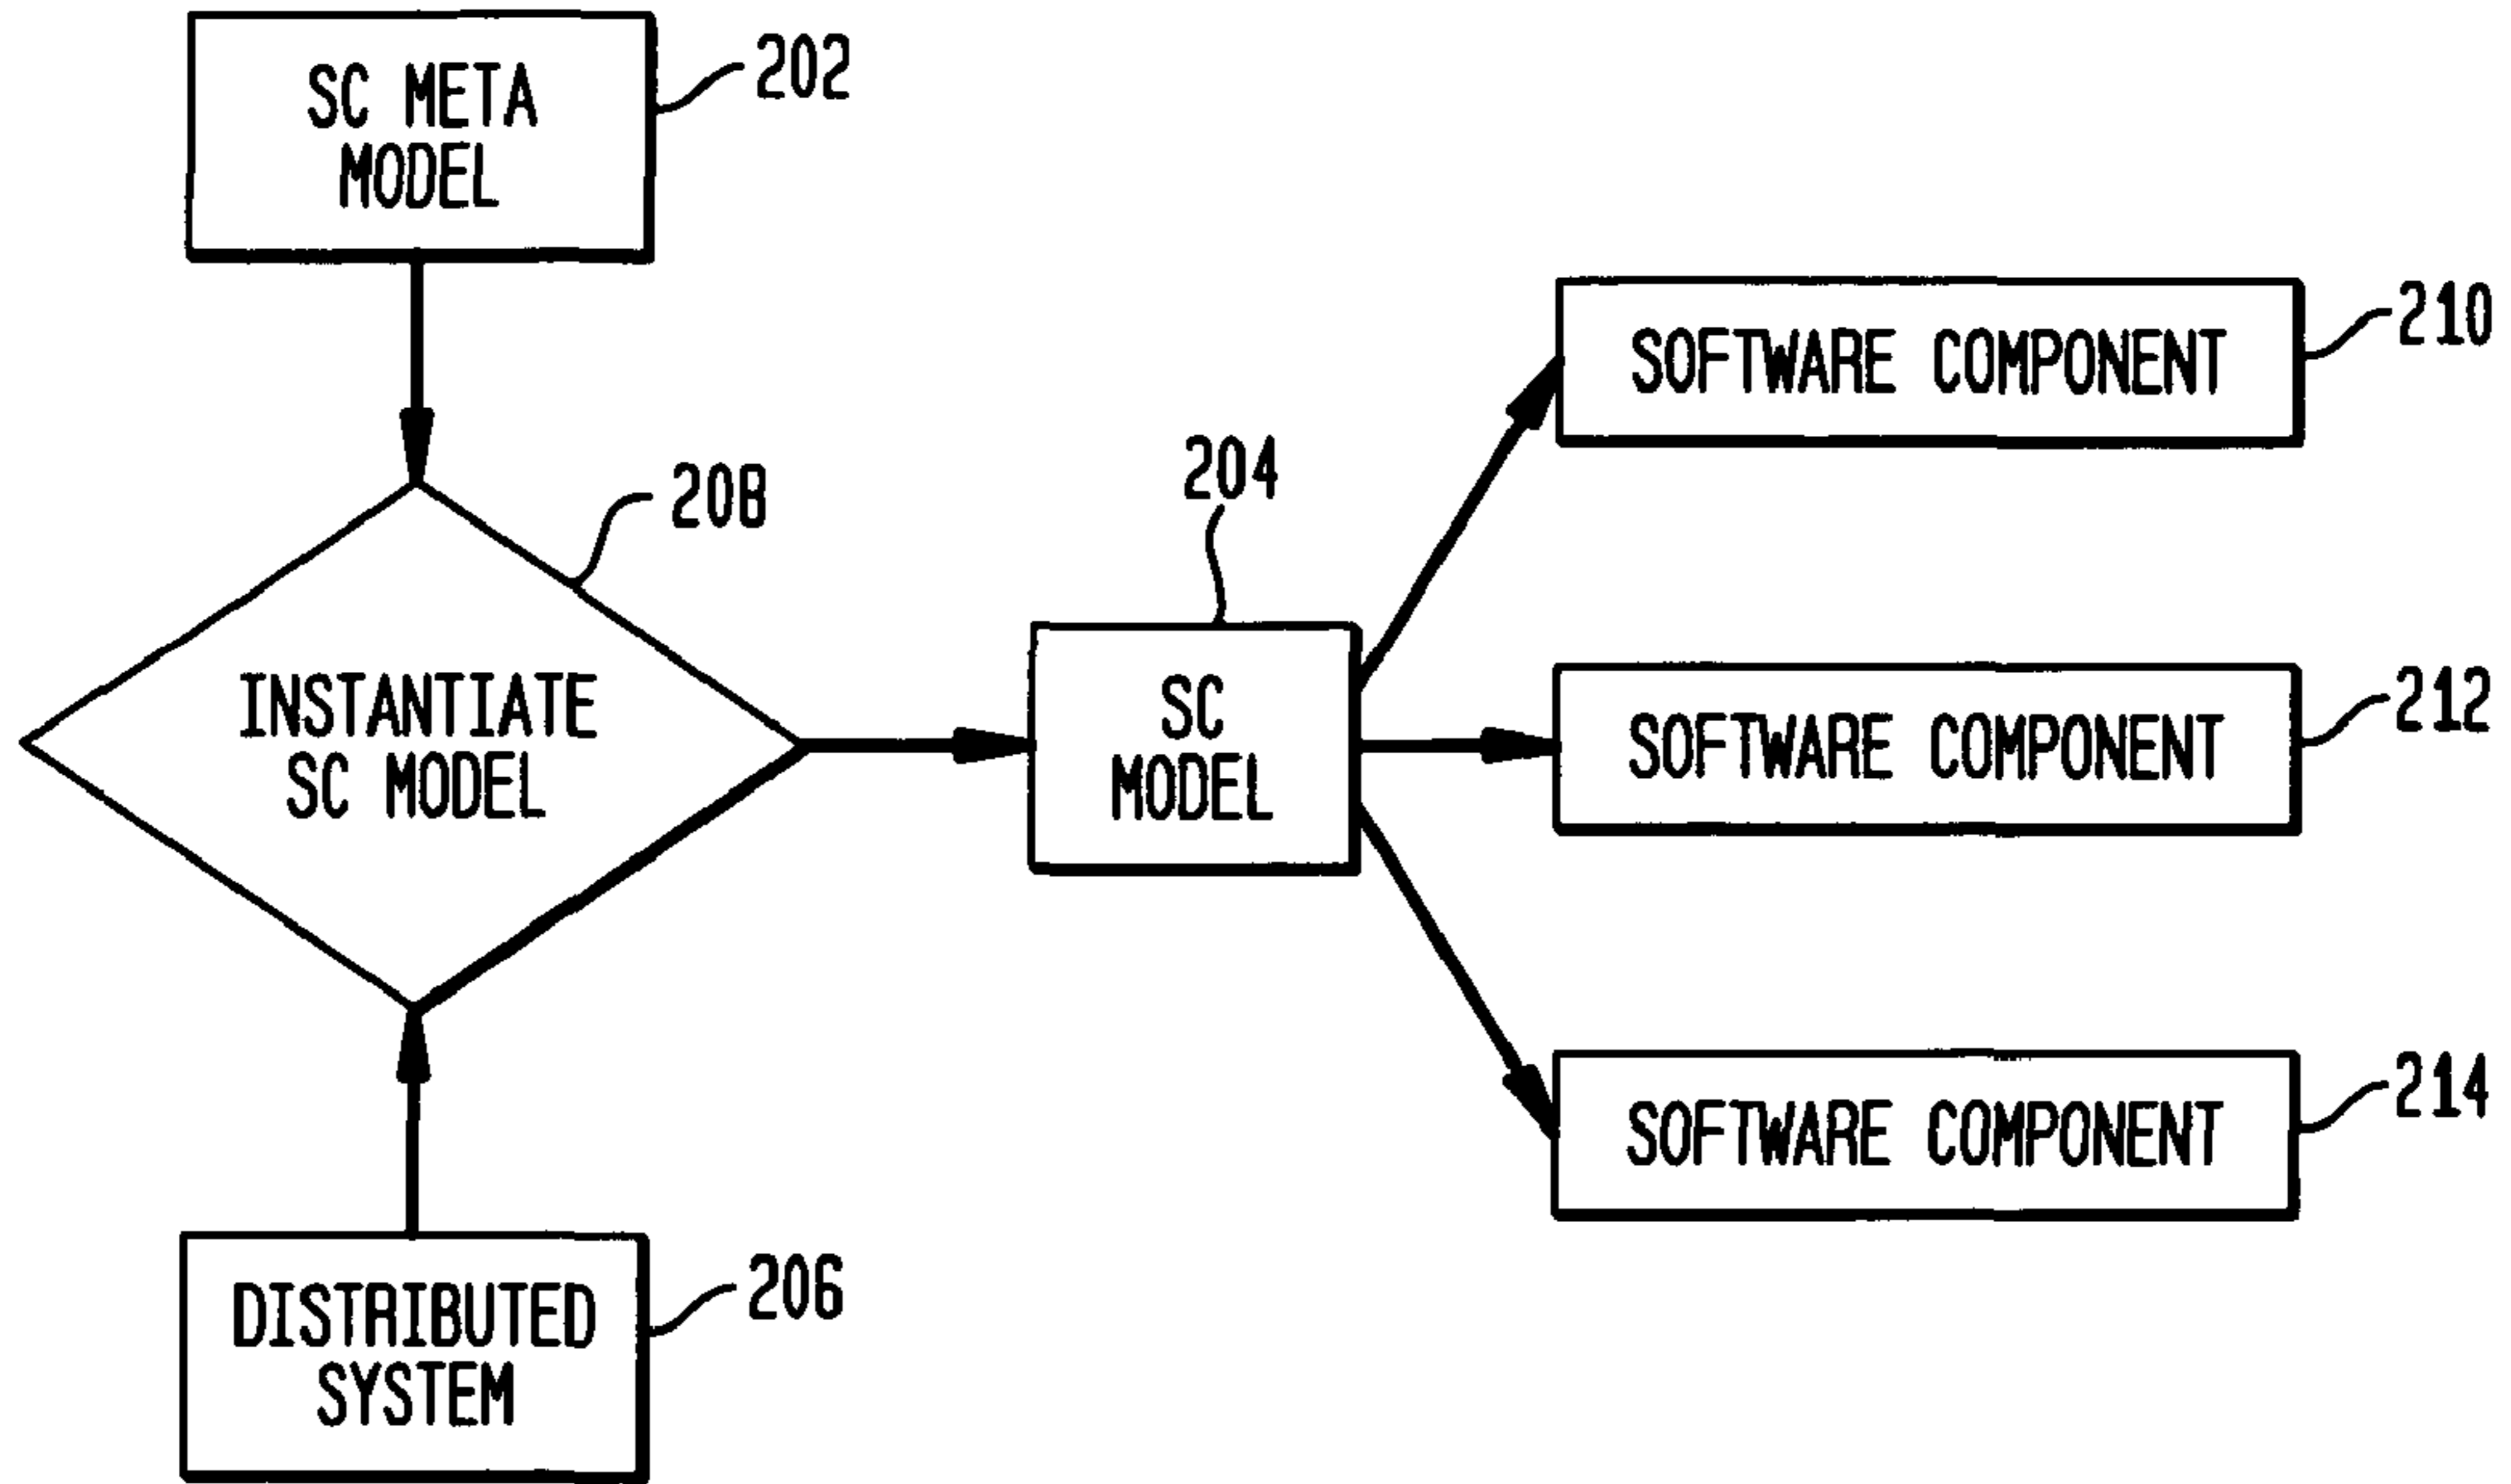 SC META
MODEL
202
208
INSTANTIATE
SC MODEL
204
SC
MODEL
DISTRIBUTED
SYSTEM
206
SOFTWARE COMPONENT
210
SOFTWARE COMPONENT
212
SOFTWARE COMPONENT
214